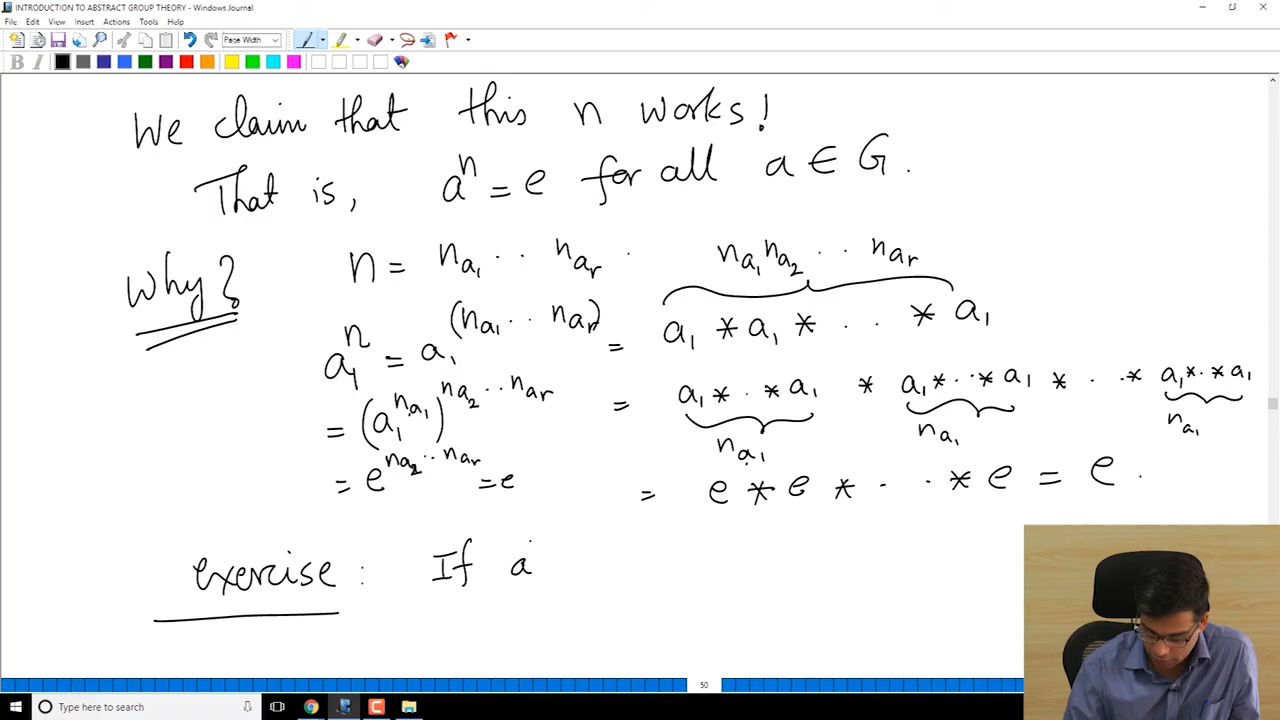 INTRODUCTION TO ABSTRACT GROUP THEORY - Windows Journal
File Edit View Insert Actions Tools Help
Page Width
B I
We claim that this n works!
That is, aⁿ = e for all a ∈ G.
Why? n = n_{a₁} ·· n_{aᵣ} · n_{a₁}n_{a₂} ·· n_{aᵣ}
a₁ⁿ = a₁^{(n_{a₁} ·· n_{aᵣ})} = a₁ * a₁ * ·· * a₁
= (a₁^{n_{a₁}})^{n_{a₂} ·· n_{aᵣ}} = a₁ * ·· * a₁ * a₁ * ·· * a₁ * ·· * a₁ * ·· * a₁
n_{a₁} n_{a₁} n_{a₁}
= e^{n_{a₂} ·· n_{aᵣ}} = e = e * e * ·· * e = e.
exercise: If a
50
Type here to search